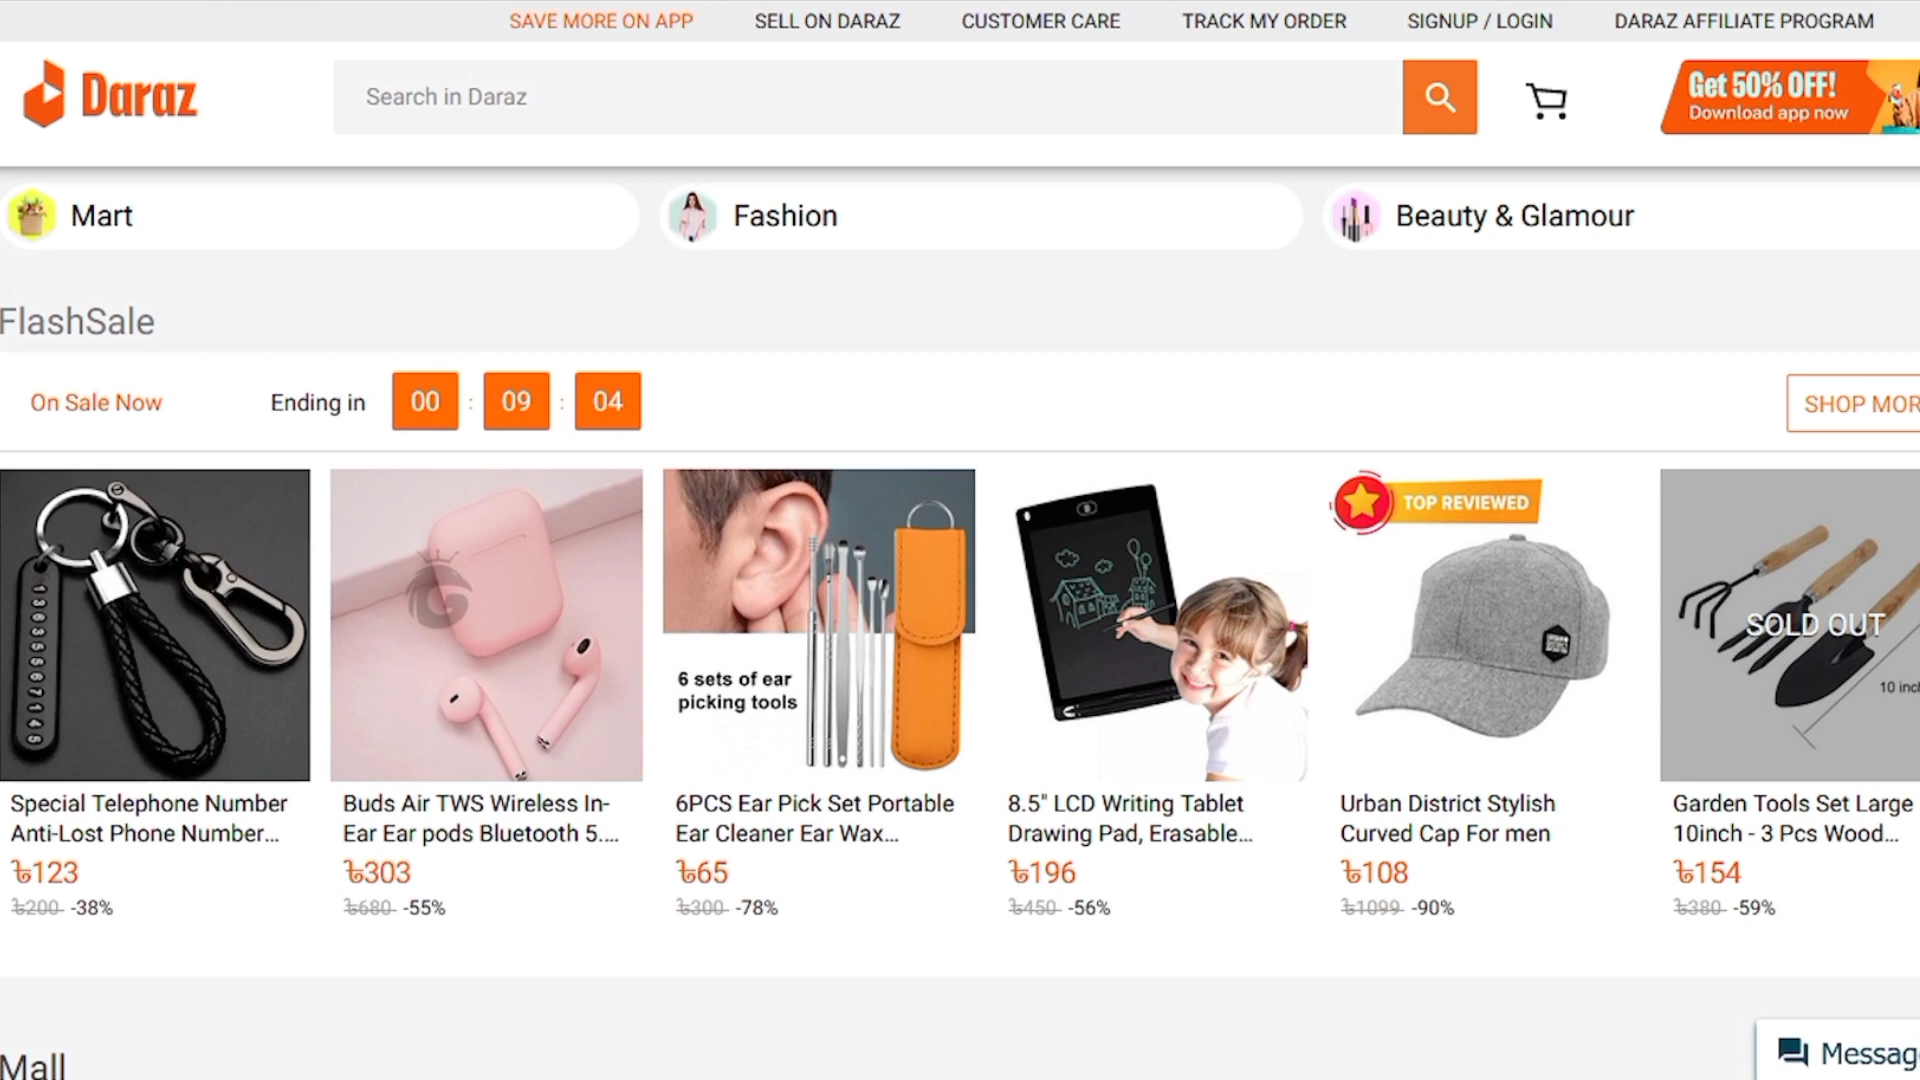 SAVE MORE ON APP SELL ON DARAZ CUSTOMER CARE TRACK MY ORDER SIGNUP / LOGIN DARAZ AFFILIATE PROGRAM
Daraz
Search in Daraz
Get 50% OFF!
Download app now
Mart
Fashion
Beauty & Glamour
FlashSale
On Sale Now
Ending in 00 : 09 : 04
SHOP MOR
6 sets of ear
picking tools
TOP REVIEWED
SOLD OUT
10 inch
Special Telephone Number
Anti-Lost Phone Number...
৳123
৳200 -38%
Buds Air TWS Wireless In-
Ear Ear pods Bluetooth 5....
৳303
৳680 -55%
6PCS Ear Pick Set Portable
Ear Cleaner Ear Wax...
৳65
৳300 -78%
8.5" LCD Writing Tablet
Drawing Pad, Erasable...
৳196
৳450 -56%
Urban District Stylish
Curved Cap For men
৳108
৳1099 -90%
Garden Tools Set Large
10inch - 3 Pcs Wood...
৳154
৳380 -59%
Mall
Messag